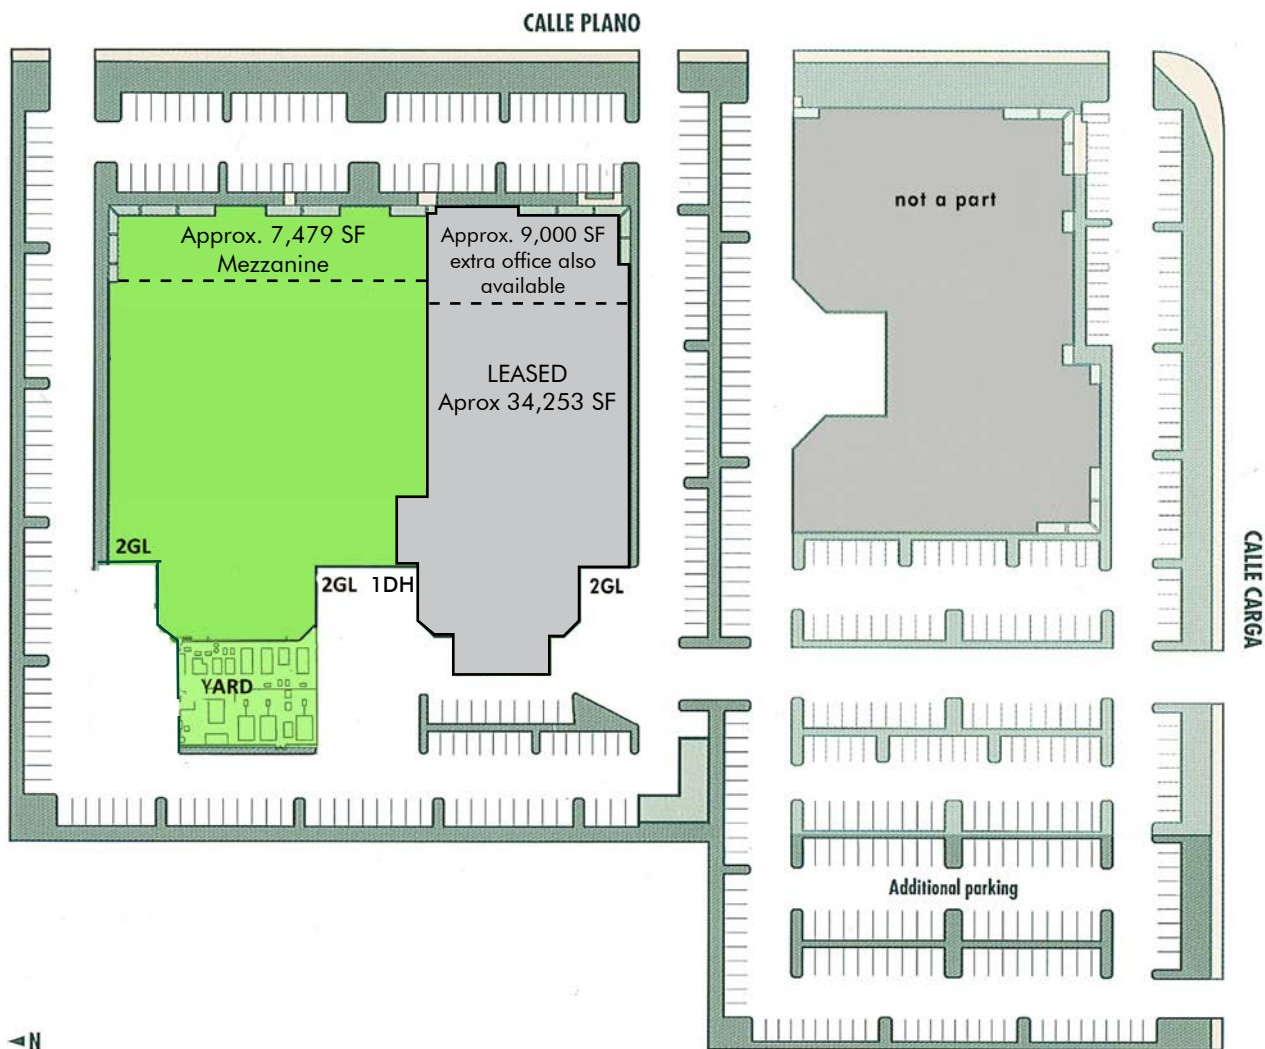 CALLE PLANO
not a part
Approx. 7,479 SF
Mezzanine
Approx. 9,000 SF
extra office also
available
LEASED
Aprox 34,253 SF
2GL
2GL
1DH
2GL
CALLE CARGA
YARD
Additional parking
N